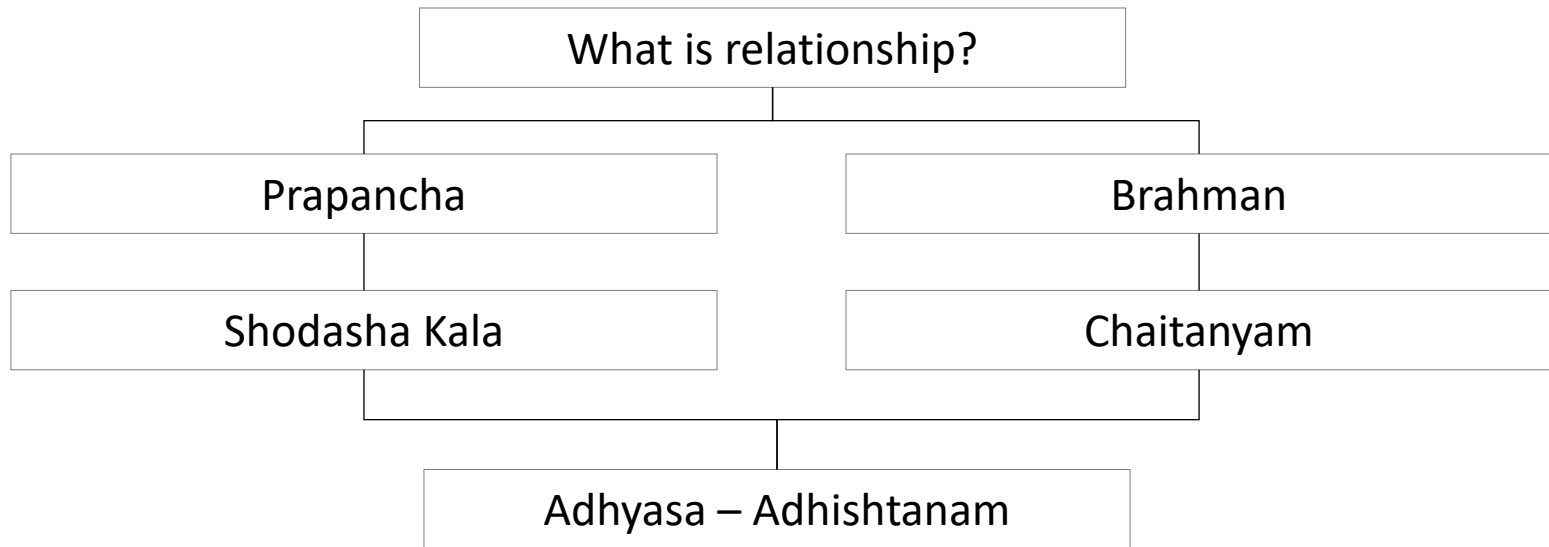 What is relationship?
Prapancha
Brahman
Shodasha Kala
Chaitanyam
Adhyasa – Adhishtanam